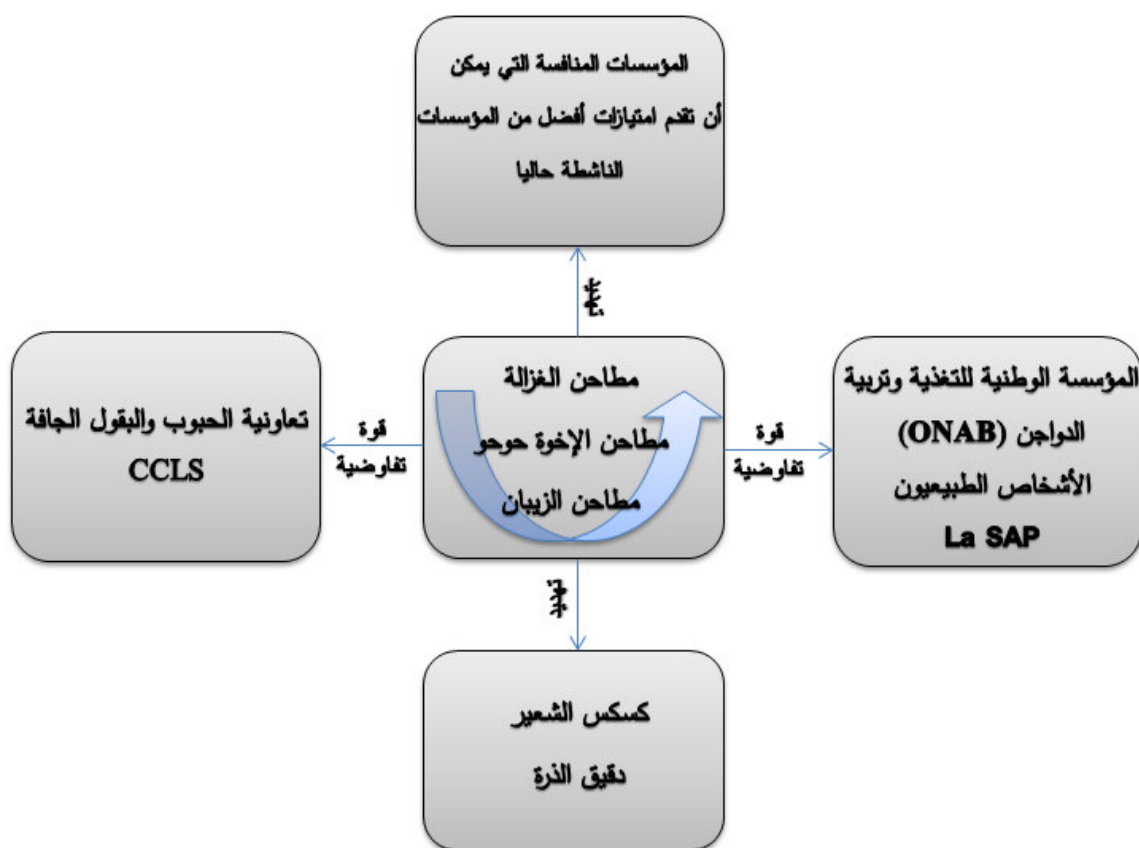 المؤسسات المنافسة التي يمكن
أن تقدم امتيازات أفضل من المؤسسات
الناشطة حاليا
تهديد
المؤسسة الوطنية للتغذية وتربية
الدواجن (ONAB)
الأشخاص الطبيعيون
La SAP
قوة
تفاوضية
مطاحن الغزالة
مطاحن الإخوة حوحو
مطاحن الزيبان
قوة
تفاوضية
تعاونية الحبوب والبقول الجافة
CCLS
تهديد
كسكس الشعير
دقيق الذرة